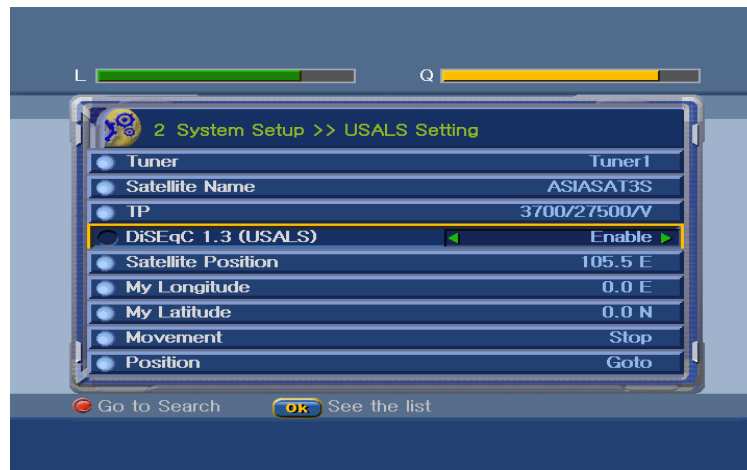 L Q
2 System Setup >> USALS Setting
Tuner Tuner1
Satellite Name ASIASAT3S
TP 3700/27500/V
DiSEqC 1.3 (USALS) Enable
Satellite Position 105.5 E
My Longitude 0.0 E
My Latitude 0.0 N
Movement Stop
Position Goto
Go to Search Ok See the list